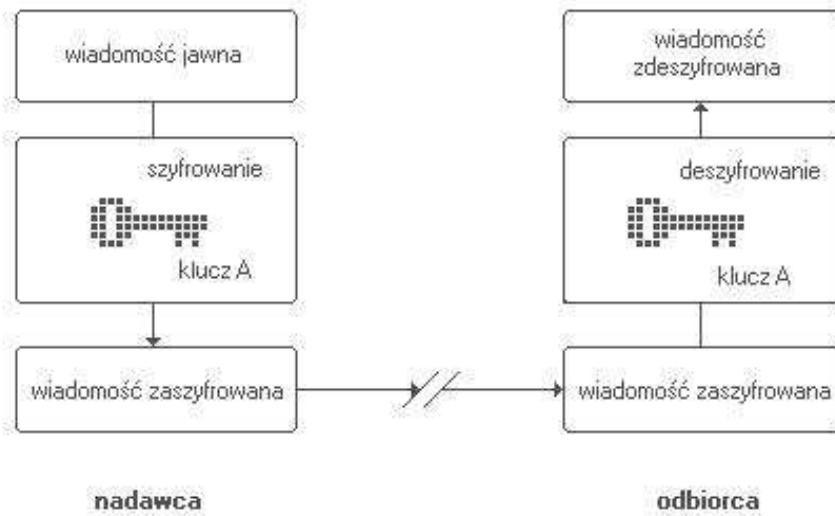 wiadomość jawna
szyfrowanie
klucz A
wiadomość zaszyfrowana
nadawca
wiadomość
zdeszyfrowana
deszyfrowanie
klucz A
wiadomość zaszyfrowana
odbiorca